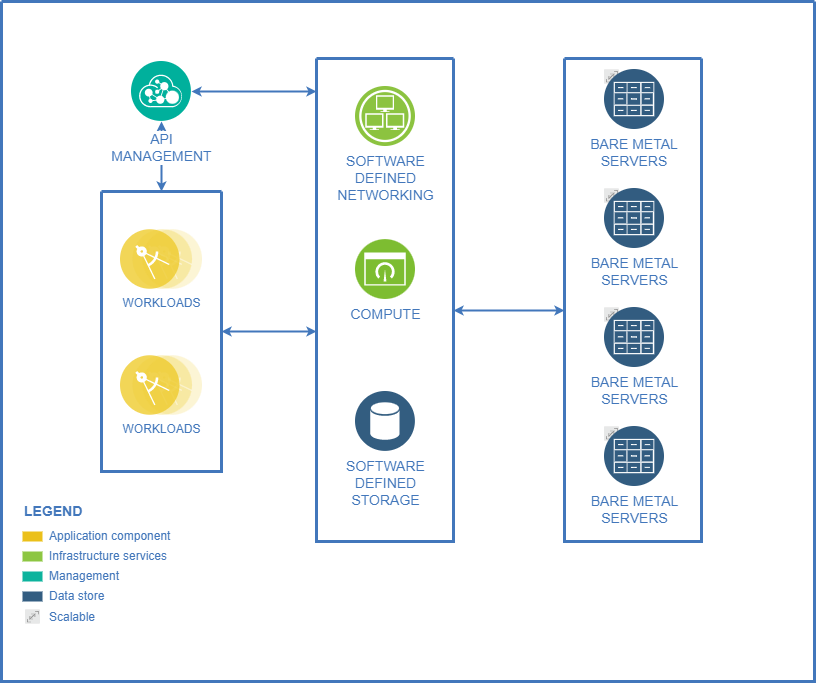 API
MANAGEMENT
WORKLOADS
WORKLOADS
SOFTWARE
DEFINED
NETWORKING
COMPUTE
SOFTWARE
DEFINED
STORAGE
BARE METAL
SERVERS
BARE METAL
SERVERS
BARE METAL
SERVERS
BARE METAL
SERVERS
LEGEND
Application component
Infrastructure services
Management
Data store
Scalable